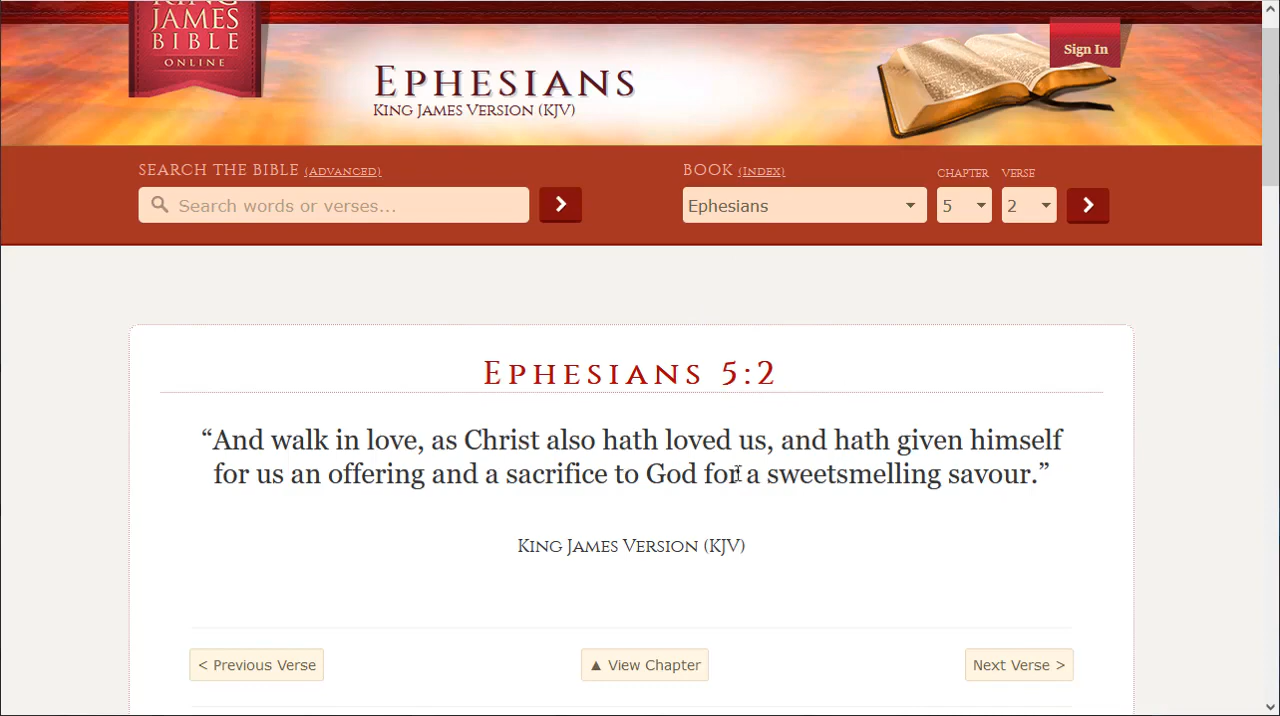 KING
JAMES
BIBLE
ONLINE
Sign In
EPHESIANS
KING JAMES VERSION (KJV)
SEARCH THE BIBLE (ADVANCED)
BOOK (INDEX)
CHAPTER
VERSE
Search words or verses...
Ephesians
5
2
EPHESIANS 5:2
“And walk in love, as Christ also hath loved us, and hath given himself
for us an offering and a sacrifice to God for a sweetsmelling savour.”
KING JAMES VERSION (KJV)
< Previous Verse
▲ View Chapter
Next Verse >